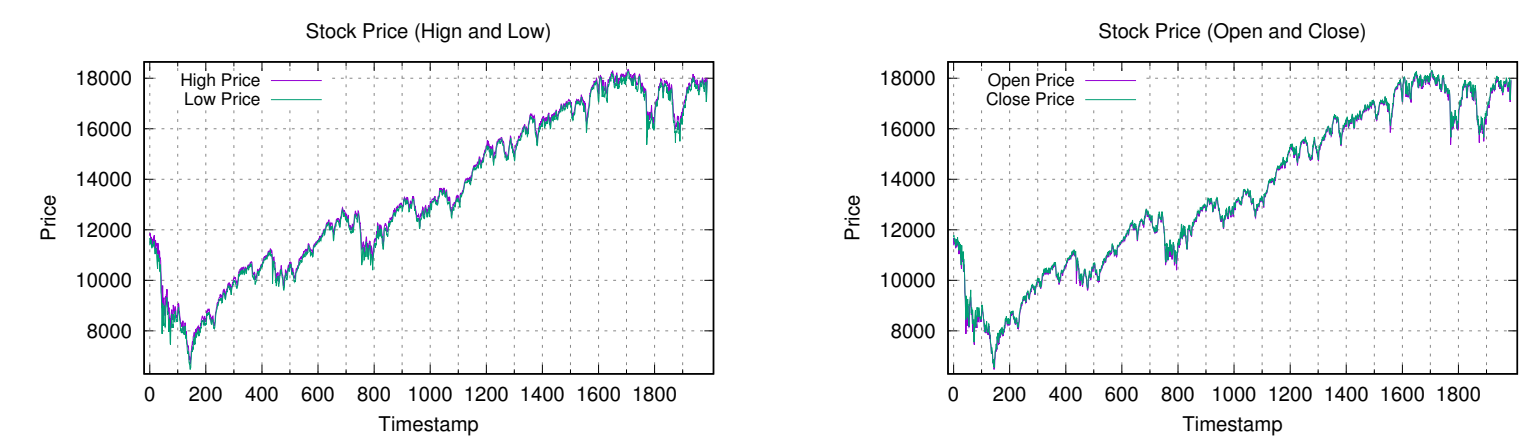 Stock Price (Hign and Low)
High Price
Low Price
18000
16000
14000
12000
10000
8000
Price
0 200 400 600 800 1000 1200 1400 1600 1800
Timestamp
Stock Price (Open and Close)
Open Price
Close Price
18000
16000
14000
12000
10000
8000
Price
0 200 400 600 800 1000 1200 1400 1600 1800
Timestamp